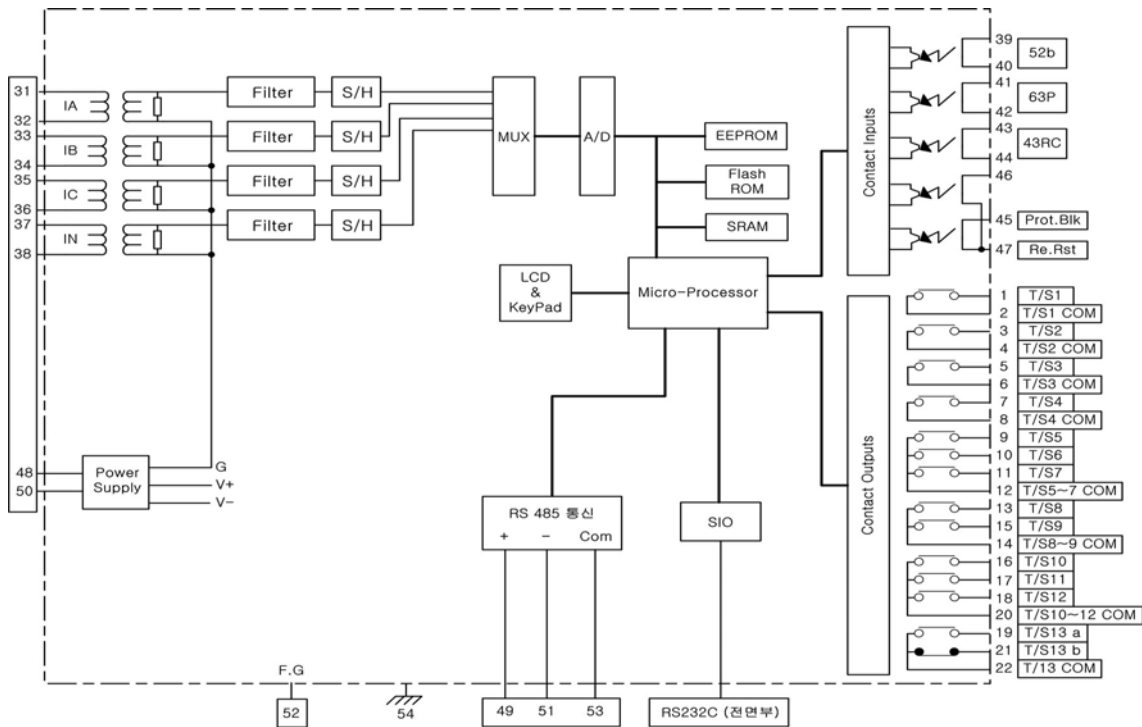 31
IA
32
33
IB
34
35
IC
36
37
IN
38
Filter
S/H
Filter
S/H
Filter
S/H
Filter
S/H
MUX
A/D
EEPROM
Flash
ROM
SRAM
LCD
&
KeyPad
Micro-Processor
48
50
Power
Supply
G
V+
V-
RS 485 통신
+ - Com
SIO
Contact Inputs
39
40
52b
41
42
63P
43
44
43RC
46
45 Prot.Blk
47 Re.Rst
Contact Outputs
1 T/S1
2 T/S1 COM
3 T/S2
4 T/S2 COM
5 T/S3
6 T/S3 COM
7 T/S4
8 T/S4 COM
9 T/S5
10 T/S6
11 T/S7
12 T/S5~7 COM
13 T/S8
15 T/S9
14 T/S8~9 COM
16 T/S10
17 T/S11
18 T/S12
20 T/S10~12 COM
19 T/S13 a
21 T/S13 b
22 T/13 COM
F.G
52
54
49 51 53
RS232C (전면부)